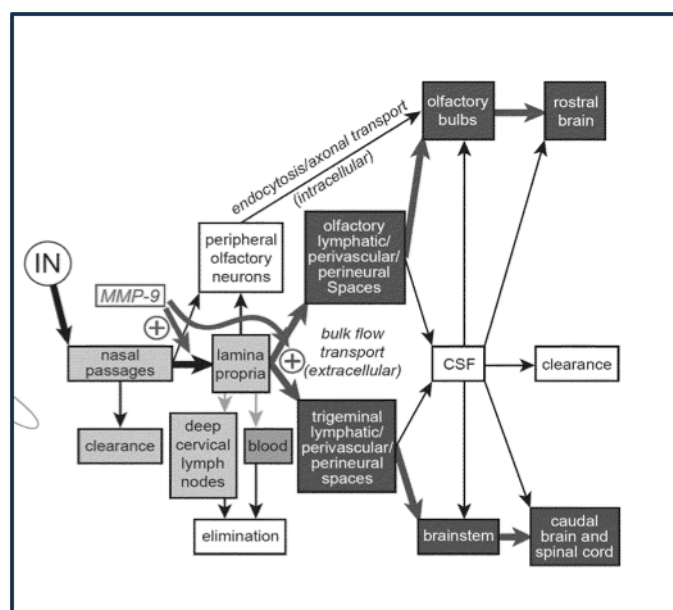 olfactory
bulbs
rostral
brain
endocytosis/axonal transport
(intracellular)
peripheral
olfactory
neurons
olfactory
lymphatic/
perivascular/
perineural
Spaces
IN
MMP-9
+
nasal
passages
lamina
propria
+
bulk flow
transport
(extracellular)
CSF
clearance
clearance
deep
cervical
lymph
nodes
blood
trigeminal
lymphatic/
perivascular/
perineural
spaces
elimination
brainstem
caudal
brain and
spinal cord